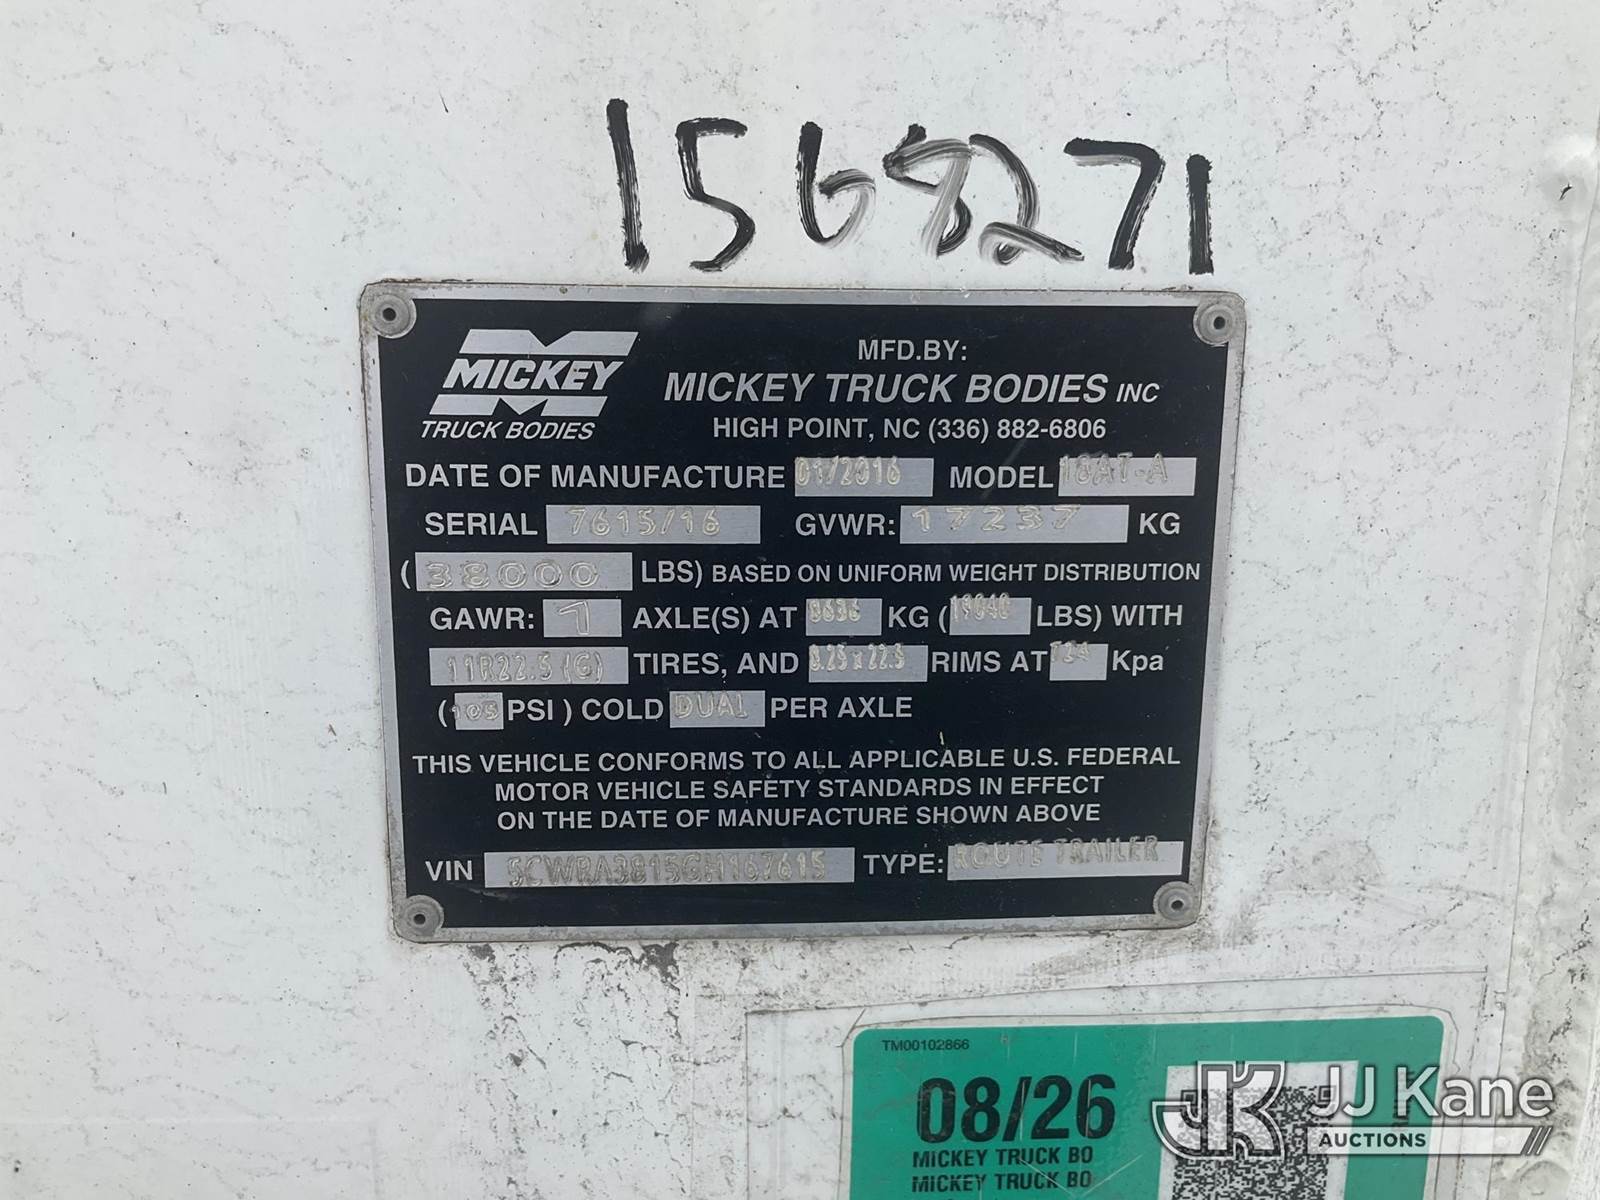 1568271
MICKEY
TRUCK BODIES
MFD.BY:
MICKEY TRUCK BODIES INC
HIGH POINT, NC (336) 882-6806
DATE OF MANUFACTURE 01/2016 MODEL 18A7-A
SERIAL 7615/16 GVWR: 17237 KG
(38000 LBS) BASED ON UNIFORM WEIGHT DISTRIBUTION
GAWR: 1 AXLE(S) AT 8636 KG (19040 LBS) WITH
11R22.5 (G) TIRES, AND 8.25 x 22.5 RIMS AT 724 Kpa
(105 PSI) COLD DUAL PER AXLE
THIS VEHICLE CONFORMS TO ALL APPLICABLE U.S. FEDERAL
MOTOR VEHICLE SAFETY STANDARDS IN EFFECT
ON THE DATE OF MANUFACTURE SHOWN ABOVE
VIN 5CWRA3815GH167615 TYPE: ROUTE TRAILER
TM00102866
08/26
MICKEY TRUCK BO
MICKEY TRUCK BO
JJ Kane
AUCTIONS